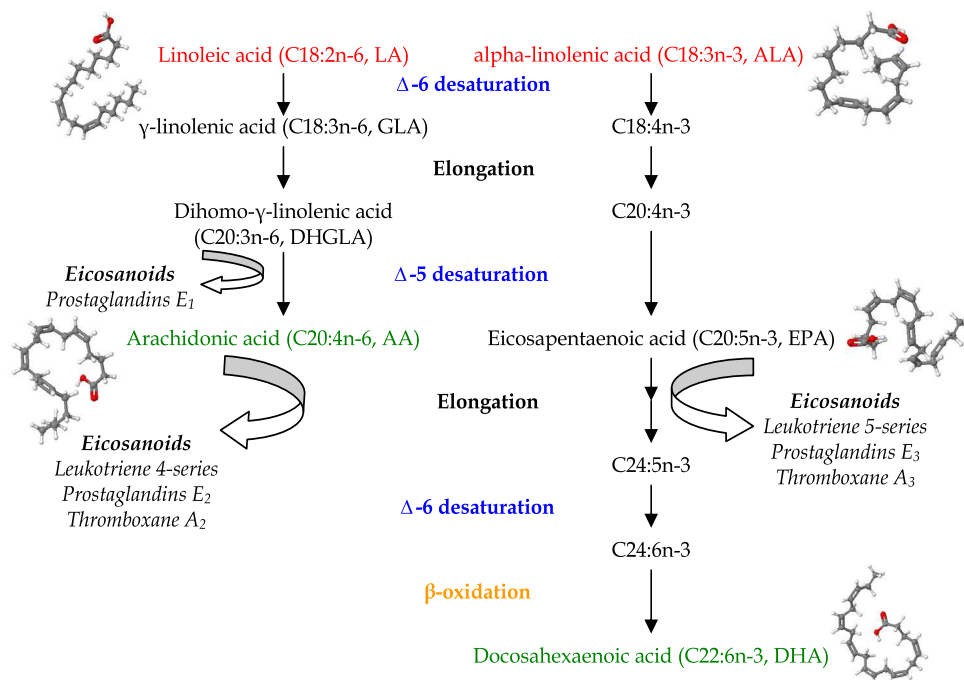 Linoleic acid (C18:2n-6, LA)
alpha-linolenic acid (C18:3n-3, ALA)
Δ-6 desaturation
γ-linolenic acid (C18:3n-6, GLA)
C18:4n-3
Elongation
Dihomo-γ-linolenic acid
(C20:3n-6, DHGLA)
C20:4n-3
Eicosanoids
Prostaglandins E1
Δ-5 desaturation
Arachidonic acid (C20:4n-6, AA)
Eicosapentaenoic acid (C20:5n-3, EPA)
Elongation
Eicosanoids
Leukotriene 5-series
Prostaglandins E3
Thromboxane A3
Eicosanoids
Leukotriene 4-series
Prostaglandins E2
Thromboxane A2
C24:5n-3
Δ-6 desaturation
C24:6n-3
β-oxidation
Docosahexaenoic acid (C22:6n-3, DHA)